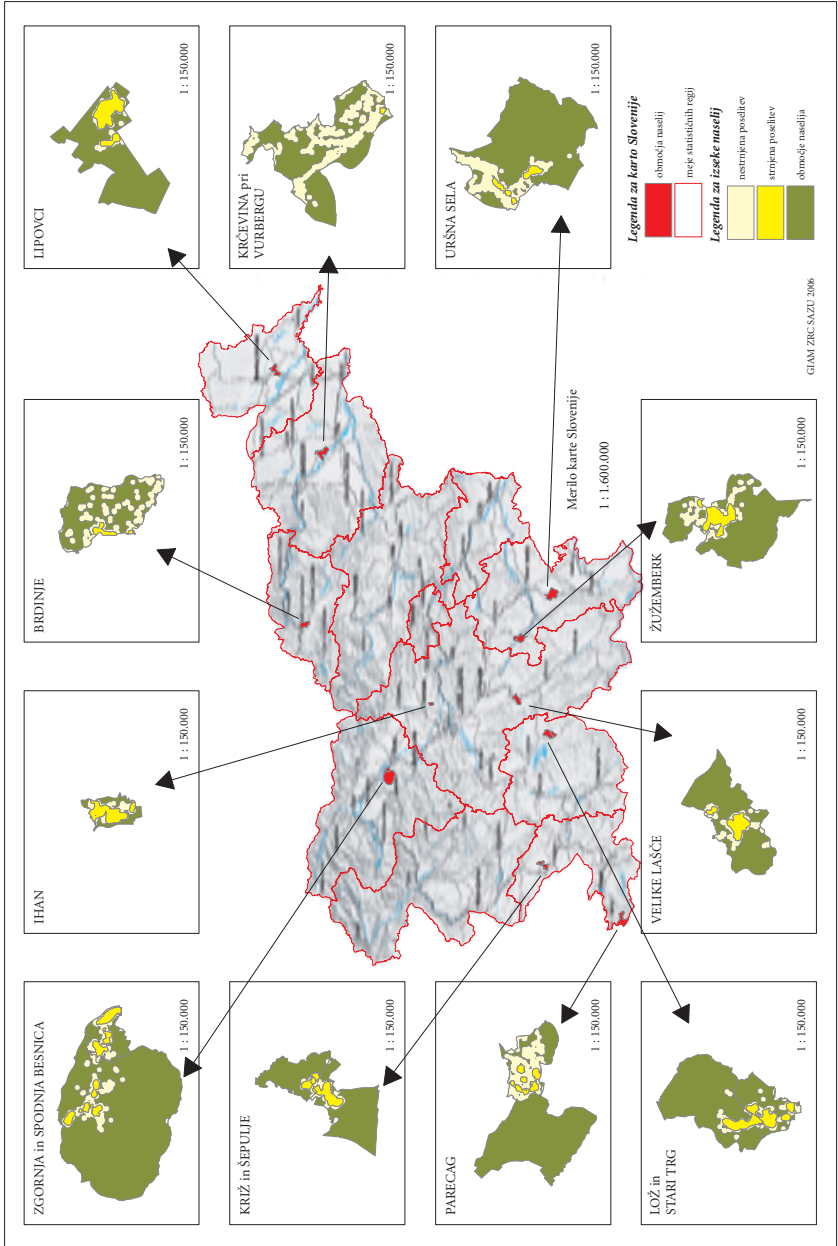 ZGORNJA in SPODNJA BESNICA
1 : 150.000
IHAN
1 : 150.000
BRDINJE
1 : 150.000
LIPOVCI
1 : 150.000
KRIŽ in ŠEPULJE
1 : 150.000
KRČEVINA pri
VURBERGU
1 : 150.000
PARECAG
1 : 150.000
Merilo karte Slovenije
1 : 1.600.000
URŠNA SELA
1 : 150.000
LOŽ in
STARI TRG
1 : 150.000
VELIKE LAŠČE
1 : 150.000
ŽUŽEMBERK
1 : 150.000
Legenda za karto Slovenije
območja naselij
meje statističnih regij
Legenda za izseke naselij
nestrnjena poselitev
strnjena poselitev
območje naselija
GIAM ZRC SAZU 2006